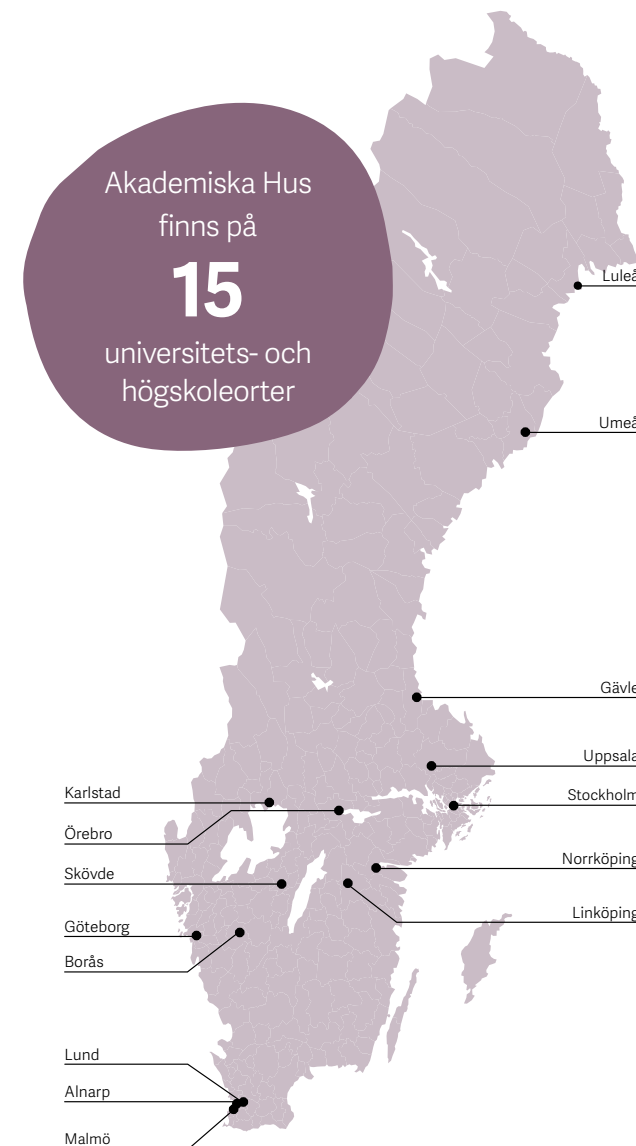 Akademiska Hus
finns på
15
universitets- och
högskoleorter
Luleå
Umeå
Gävle
Uppsala
Stockholm
Norrköping
Linköping
Karlstad
Örebro
Skövde
Göteborg
Borås
Lund
Alnarp
Malmö